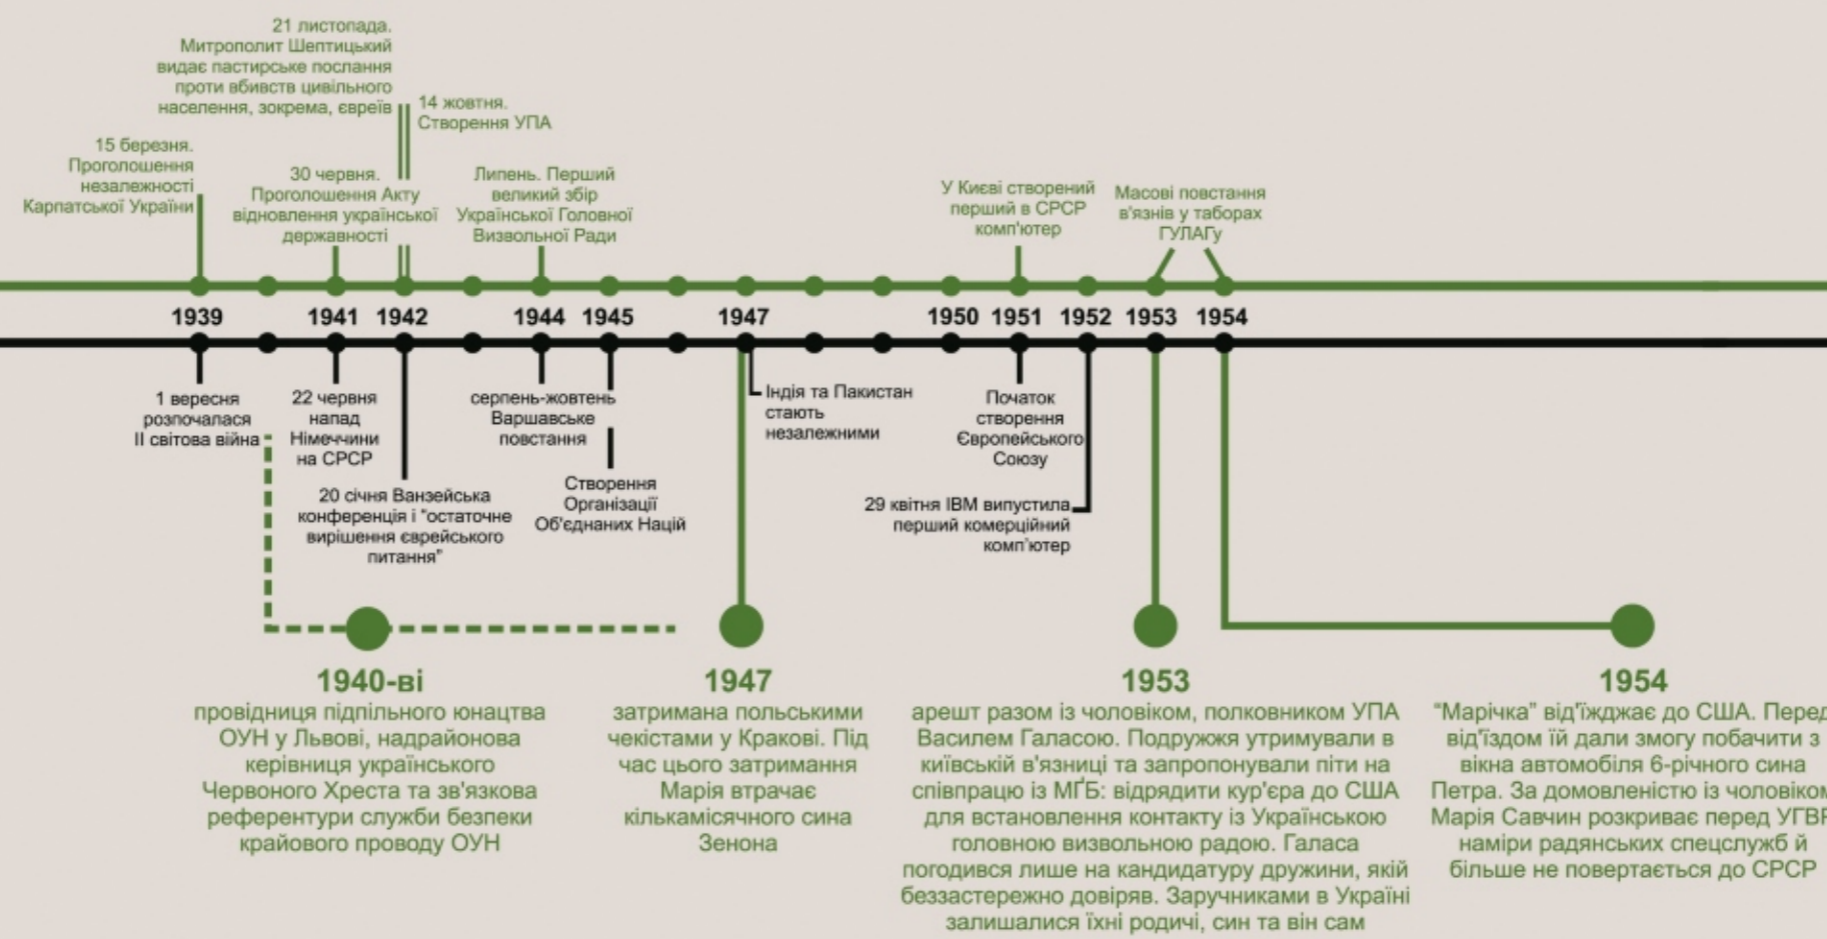 21 листопада.
Митрополит Шептицький
видає пастирське послання
проти вбивств цивільного
населення, зокрема, євреїв
14 жовтня.
Створення УПА
15 березня.
Проголошення
незалежності
Карпатської України
30 червня.
Проголошення Акту
відновлення української
державності
Липень. Перший
великий збір
Української Головної
Визвольної Ради
У Києві створений
перший в СРСР
комп'ютер
Масові повстання
в'язнів у таборах
ГУЛАГу
1939 1941 1942 1944 1945 1947 1950 1951 1952 1953 1954
1 вересня
розпочалася
ІІ світова війна
22 червня
напад
Німеччини
на СРСР
20 січня Ванзейська
конференція і "остаточне
вирішення єврейського
питання"
серпень-жовтень
Варшавське
повстання
Створення
Організації
Об'єднаних Націй
Індія та Пакистан
стають
незалежними
Початок
створення
Європейського
Союзу
29 квітня IBM випустила
перший комерційний
комп'ютер
1940-ві
провідниця підпільного юнацтва
ОУН у Львові, надрайонова
керівниця українського
Червоного Хреста та зв'язкова
референтури служби безпеки
крайового проводу ОУН
1947
затримана польськими
чекістами у Кракові. Під
час цього затримання
Марія втрачає
кількамісячного сина
Зенона
1953
арешт разом із чоловіком, полковником УПА
Василем Галасою. Подружжя утримували в
київській в'язниці та запропонували піти на
співпрацю із МҐБ: відрядити кур'єра до США
для встановлення контакту із Українською
головною визвольною радою. Галаса
погодився лише на кандидатуру дружини, якій
беззастережно довіряв. Заручниками в Україні
залишалися їхні родичі, син та він сам
1954
"Марічка" від'їжджає до США. Перед
від'їздом їй дали змогу побачити з
вікна автомобіля 6-річного сина
Петра. За домовленістю із чоловіком
Марія Савчин розкриває перед УГВР
наміри радянських спецслужб й
більше не повертається до СРСР